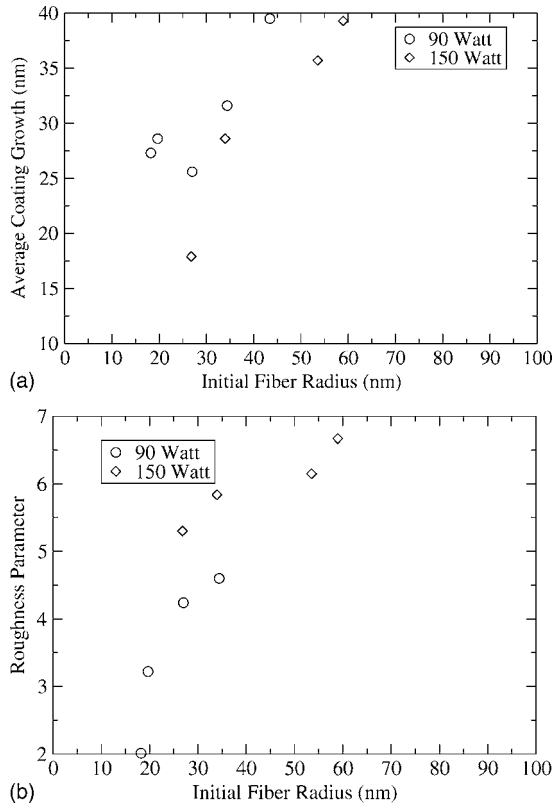 40
35
30
25
20
15
10
Average Coating Growth (nm)
90 Watt
150 Watt
0 10 20 30 40 50 60 70 80 90 100
(a) Initial Fiber Radius (nm)
7
6
5
4
3
2
Roughness Parameter
90 Watt
150 Watt
0 10 20 30 40 50 60 70 80 90 100
(b) Initial Fiber Radius (nm)